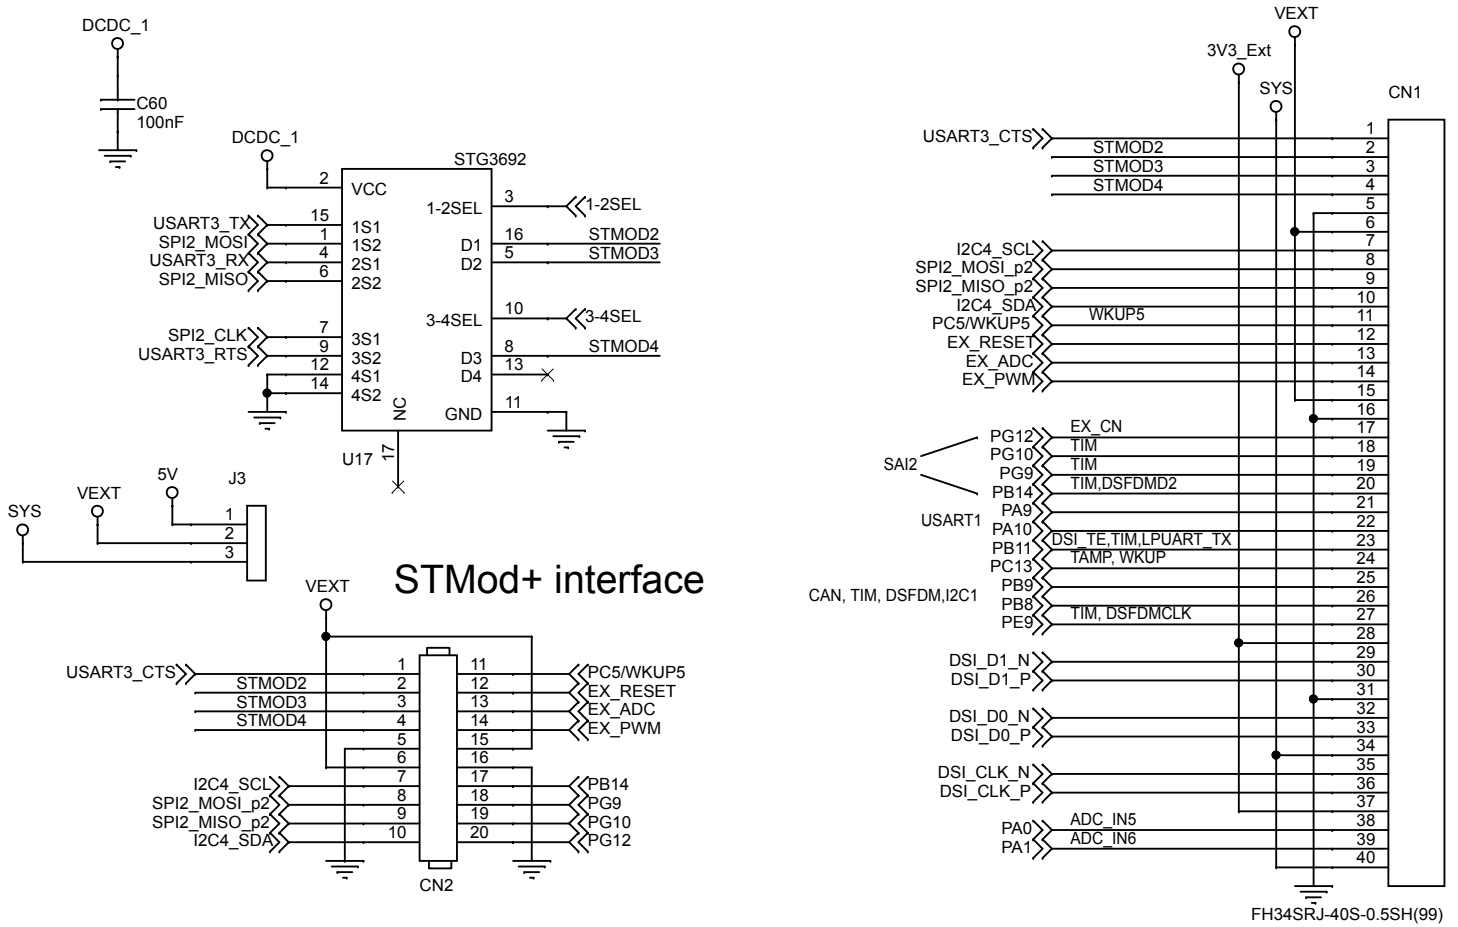 DCDC_1
C60
100nF
DCDC_1
STG3692
2
VCC
1-2SEL
3
1-2SEL
USART3_TX
15
1S1
SPI2_MOSI
1
1S2
D1
16
STMOD2
USART3_RX
4
2S1
D2
5
STMOD3
SPI2_MISO
6
2S2
3-4SEL
10
3-4SEL
SPI2_CLK
7
3S1
USART3_RTS
9
3S2
D3
8
STMOD4
12
4S1
D4
13
14
4S2
NC
GND
11
U17
17
5V
VEXT
SYS
J3
1
2
3
STMod+ interface
VEXT
USART3_CTS
1
11
PC5/WKUP5
STMOD2
2
12
EX_RESET
STMOD3
3
13
EX_ADC
STMOD4
4
14
EX_PWM
5
15
6
16
I2C4_SCL
7
17
PB14
SPI2_MOSI_p2
8
18
PG9
SPI2_MISO_p2
9
19
PG10
I2C4_SDA
10
20
PG12
CN2
VEXT
3V3_Ext
SYS
CN1
USART3_CTS
1
STMOD2
2
STMOD3
3
STMOD4
4
5
6
I2C4_SCL
7
SPI2_MOSI_p2
8
SPI2_MISO_p2
9
I2C4_SDA
10
PC5/WKUP5
WKUP5
11
EX_RESET
12
EX_ADC
13
EX_PWM
14
15
16
SAI2
PG12
EX_CN
17
PG10
TIM
18
PG9
TIM
19
PB14
TIM,DSFDMD2
20
USART1
PA9
21
PA10
22
PB11
DSI_TE,TIM,LPUART_TX
23
PC13
TAMP, WKUP
24
CAN, TIM, DSFDM,I2C1
PB9
25
PB8
26
PE9
TIM, DSFDMCLK
27
28
DSI_D1_N
29
DSI_D1_P
30
31
DSI_D0_N
32
DSI_D0_P
33
34
DSI_CLK_N
35
DSI_CLK_P
36
37
PA0
ADC_IN5
38
PA1
ADC_IN6
39
40
FH34SRJ-40S-0.5SH(99)